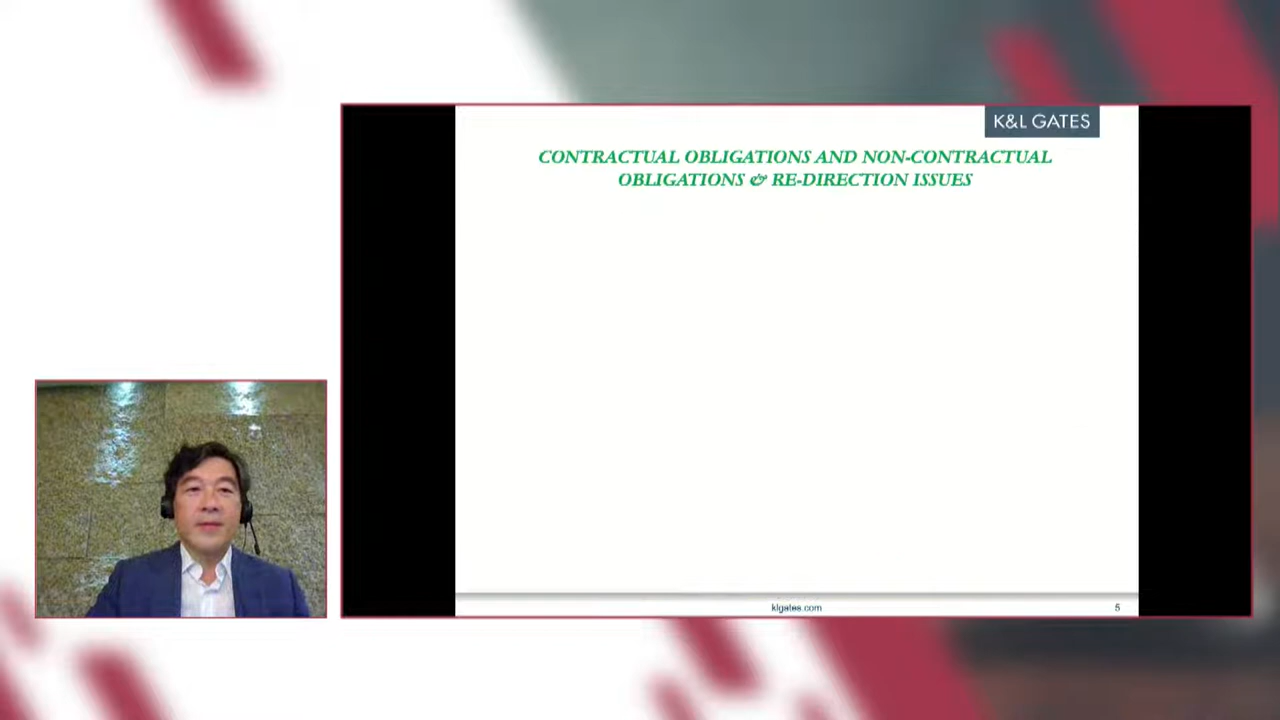 K&L GATES
CONTRACTUAL OBLIGATIONS AND NON-CONTRACTUAL
OBLIGATIONS & RE-DIRECTION ISSUES
klgates.com
5